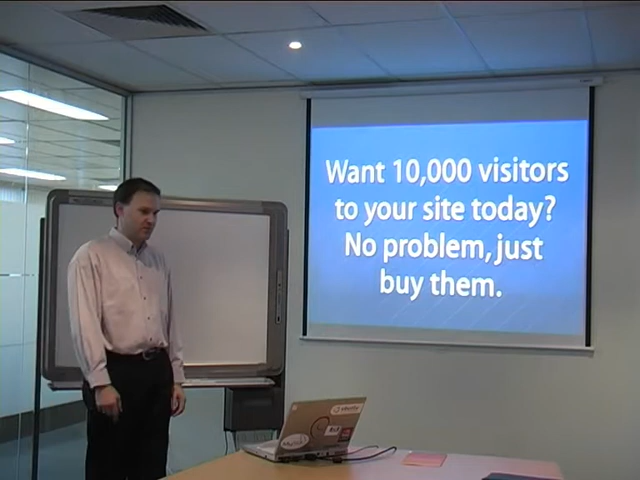 Want 10,000 visitors
to your site today?
No problem, just
buy them.